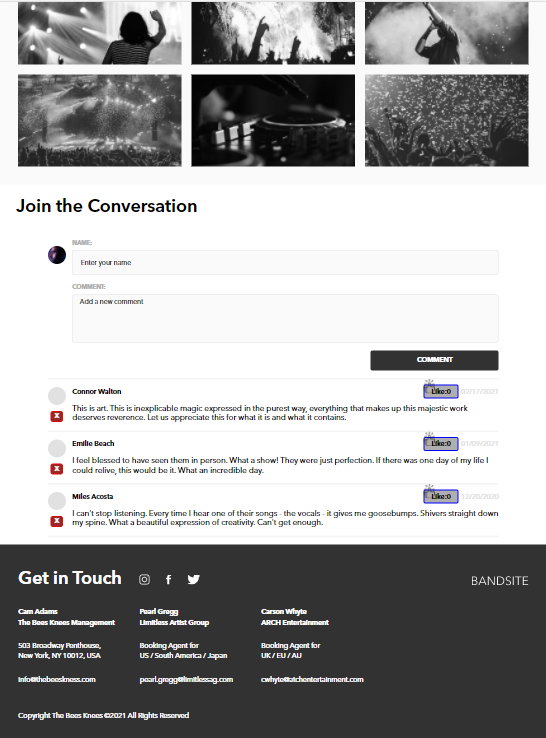 Join the Conversation
NAME:
Enter your name
COMMENT:
Add a new comment
COMMENT
Connor Walton
Like:0
02/17/2021
X
This is art. This is inexplicable magic expressed in the purest way, everything that makes up this majestic work
deserves reverence. Let us appreciate this for what it is and what it contains.
Emilie Beach
Like:0
01/09/2021
X
I feel blessed to have seen them in person. What a show! They were just perfection. If there was one day of my life I
could relive, this would be it. What an incredible day.
Miles Acosta
Like:0
12/20/2020
X
I can't stop listening. Every time I hear one of their songs - the vocals - it gives me goosebumps. Shivers straight down
my spine. What a beautiful expression of creativity. Can't get enough.
Get in Touch
BANDSITE
Cam Adams
The Bees Knees Management
503 Broadway Penthouse,
New York, NY 10012, USA
info@thebeeskness.com
Pearl Gregg
Limitless Artist Group
Booking Agent for
US / South America / Japan
pearl.gregg@limitlessag.com
Carson Whyte
ARCH Entertainment
Booking Agent for
UK / EU / AU
cwhyte@atchentertainment.com
Copyright The Bees Knees ©2021 All Rights Reserved